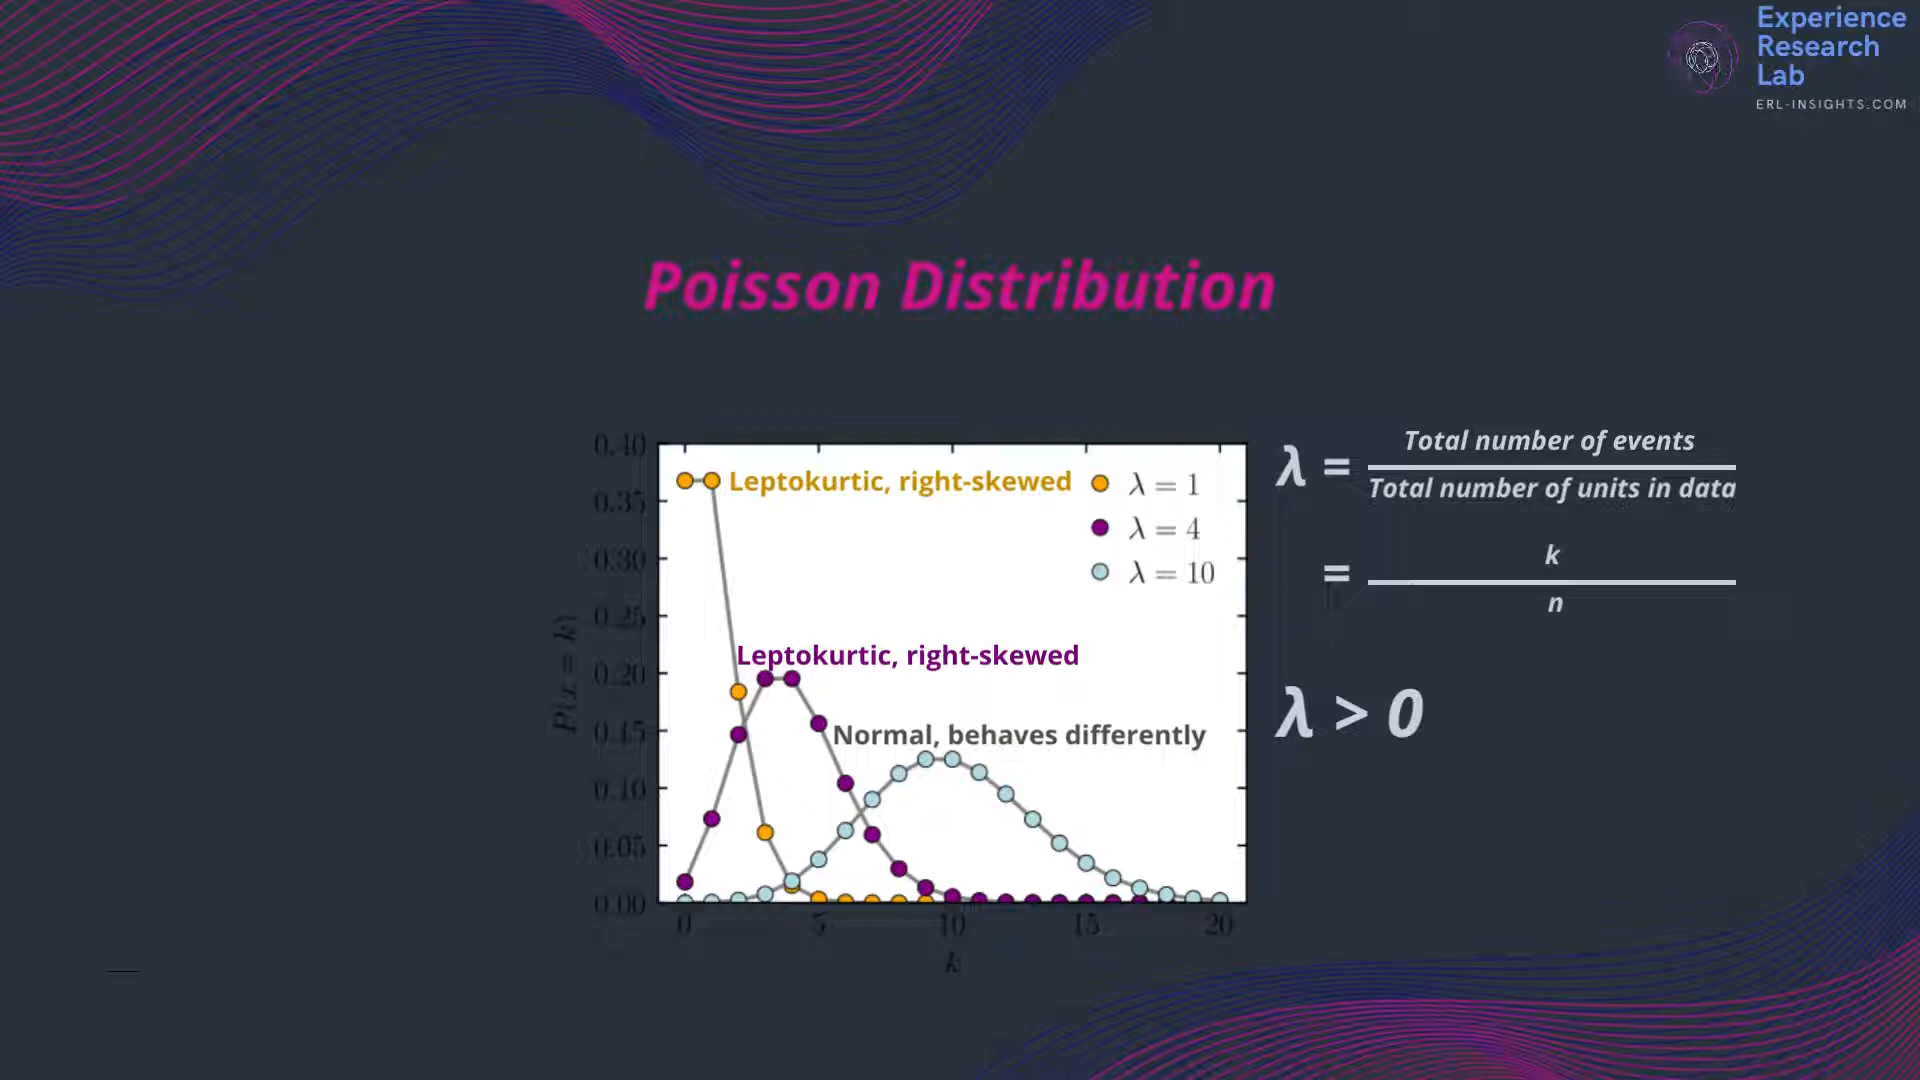 Experience
Research
Lab
ERL-INSIGHTS.COM
Poisson Distribution
0.40
0.35
0.30
0.25
0.20
0.15
0.10
0.05
0.00
P(x = k)
Leptokurtic, right-skewed
λ = 1
λ = 4
λ = 10
Leptokurtic, right-skewed
Normal, behaves differently
0 5 10 15 20
k
λ = Total number of events
Total number of units in data
= k
n
λ > 0